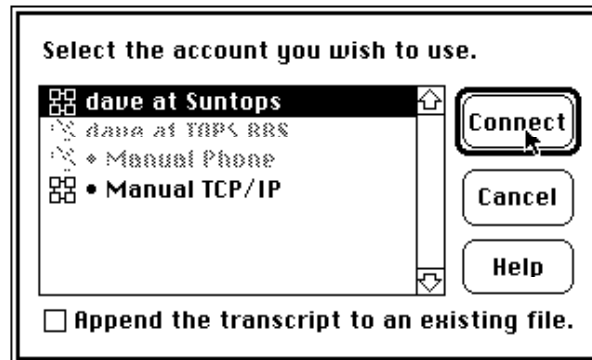 Select the account you wish to use.
dave at Suntops
dave at TOPS BBS
• Manual Phone
• Manual TCP/IP
Connect
Cancel
Help
Append the transcript to an existing file.